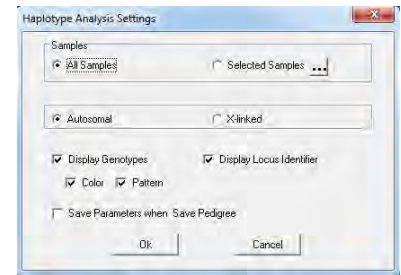 Haplotype Analysis Settings
Samples
All Samples Selected Samples ...
Autosomal X-linked
Display Genotypes Display Locus Identifier
Color Pattern
Save Parameters when Save Pedigree
Ok Cancel